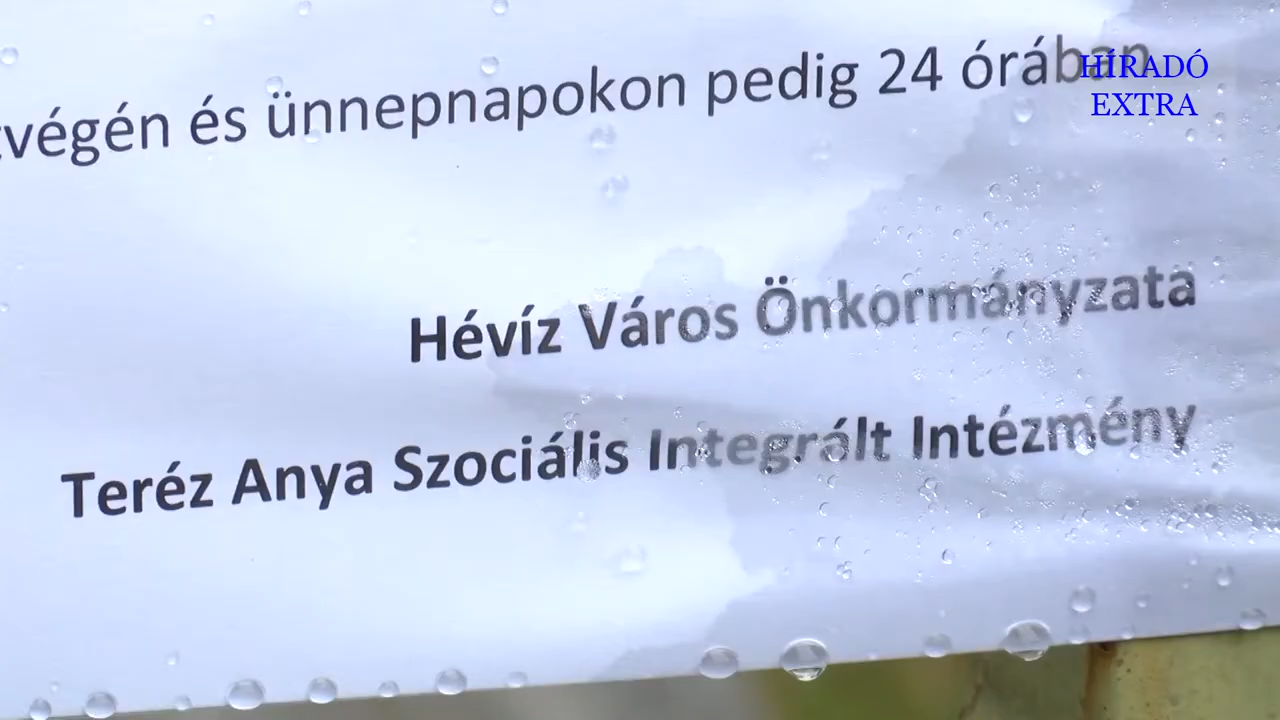 végén és ünnepnapokon pedig 24 órában
HÍRADÓ
EXTRA
Hévíz Város Önkormányzata
Teréz Anya Szociális Integrált Intézmény